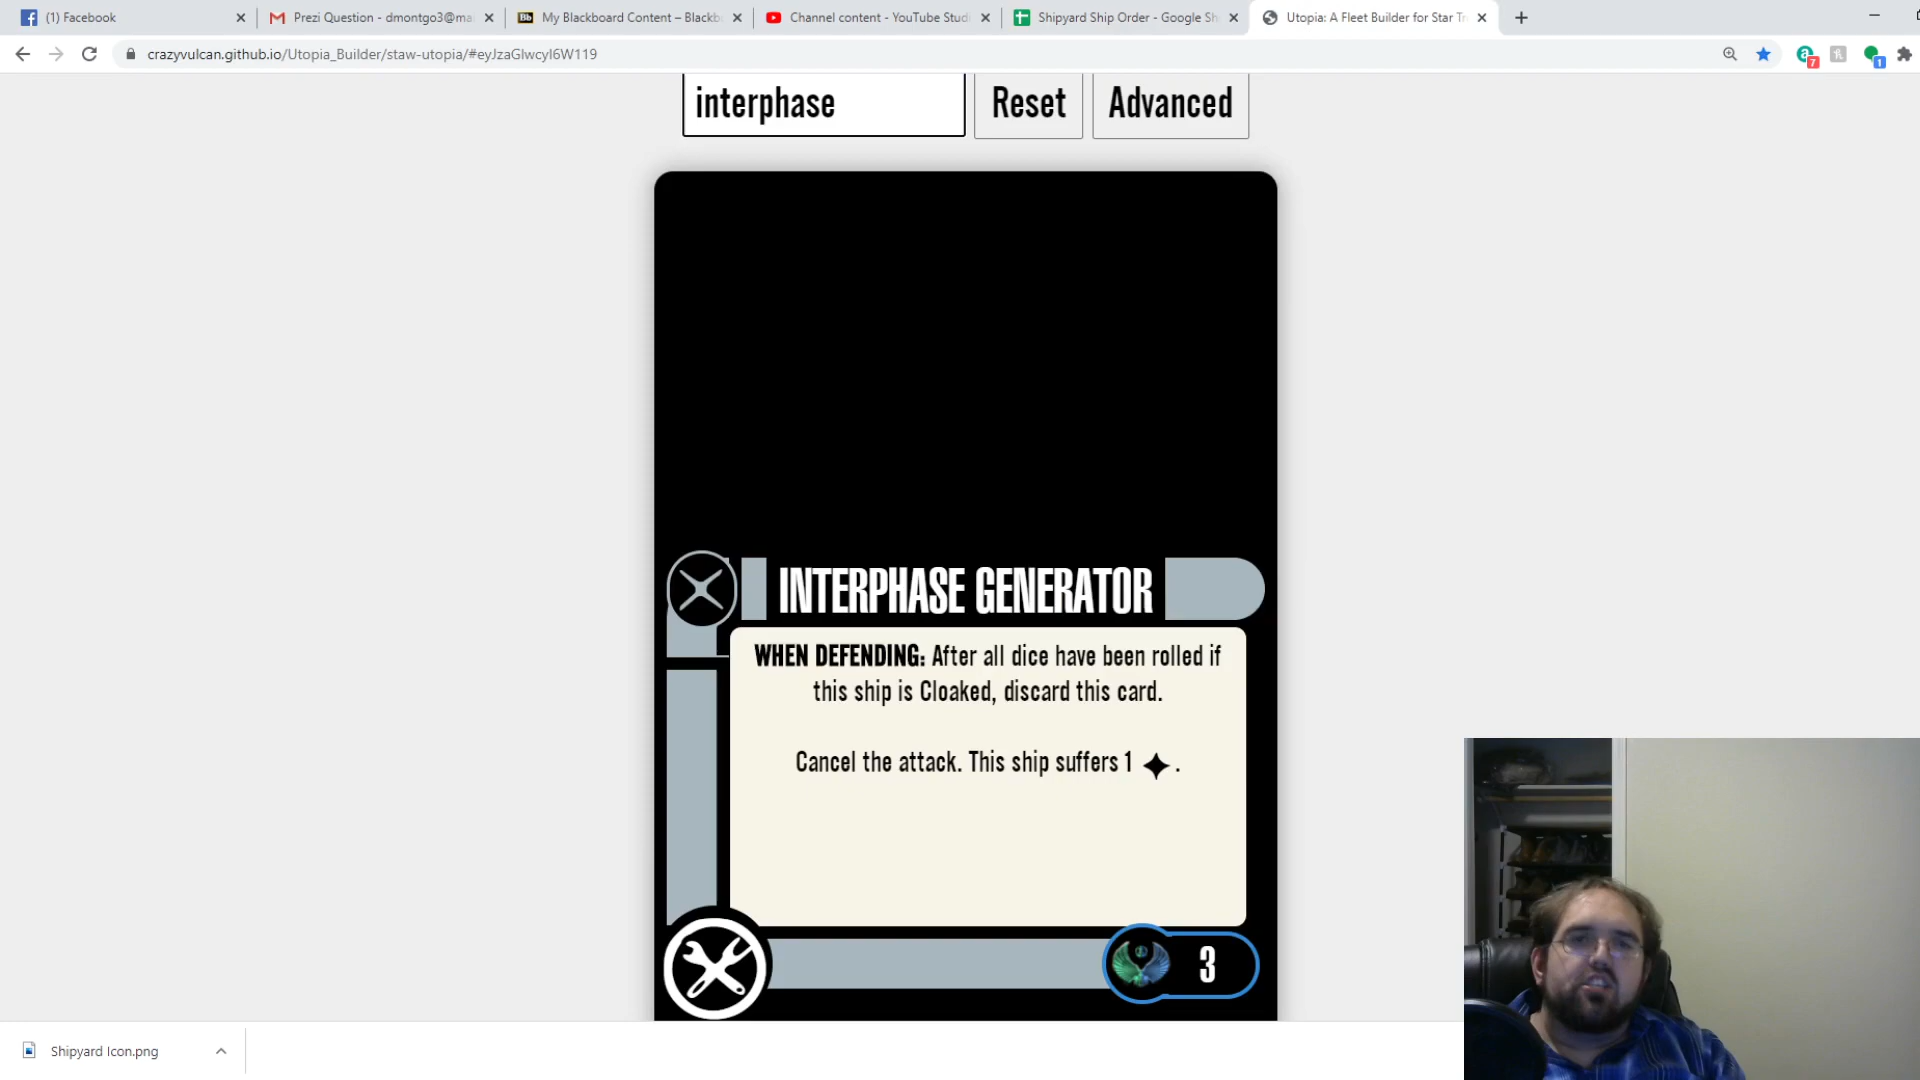 (1) Facebook
Prezi Question - dmontgo3@ma
My Blackboard Content – Blackb
Channel content - YouTube Stud
Shipyard Ship Order - Google Sh
Utopia: A Fleet Builder for Star Tr
crazyvulcan.github.io/Utopia_Builder/staw-utopia/#eyJzaGlwcyI6W119
7
1
interphase
Reset
Advanced
INTERPHASE GENERATOR
WHEN DEFENDING: After all dice have been rolled if
this ship is Cloaked, discard this card.
Cancel the attack. This ship suffers 1 .
3
Shipyard Icon.png